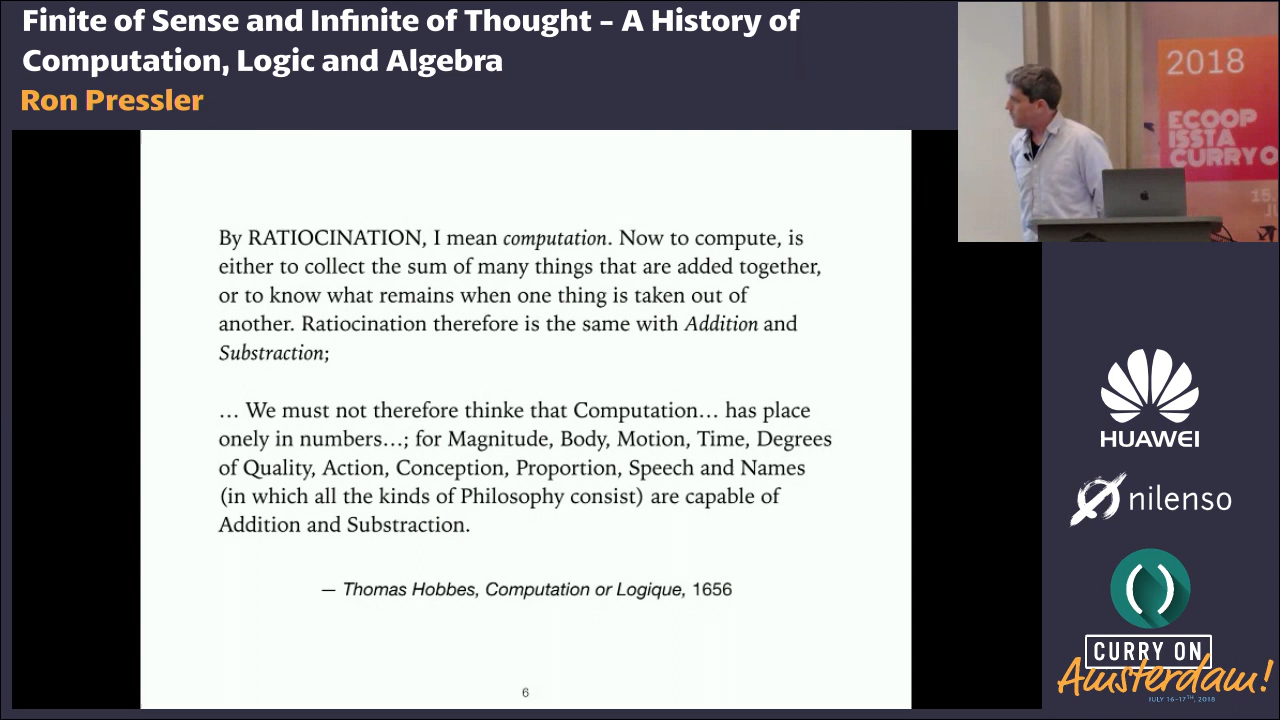 Finite of Sense and Infinite of Thought – A History of
Computation, Logic and Algebra
Ron Pressler
2018
ECOOP
ISSTA
CURRY O
15.
JU
By RATIOCINATION, I mean computation. Now to compute, is
either to collect the sum of many things that are added together,
or to know what remains when one thing is taken out of
another. Ratiocination therefore is the same with Addition and
Substraction;
… We must not therefore thinke that Computation… has place
onely in numbers…; for Magnitude, Body, Motion, Time, Degrees
of Quality, Action, Conception, Proportion, Speech and Names
(in which all the kinds of Philosophy consist) are capable of
Addition and Substraction.
— Thomas Hobbes, Computation or Logique, 1656
6
HUAWEI
nilenso
()
CURRY ON
Amsterdam!
JULY 16-17TH, 2018